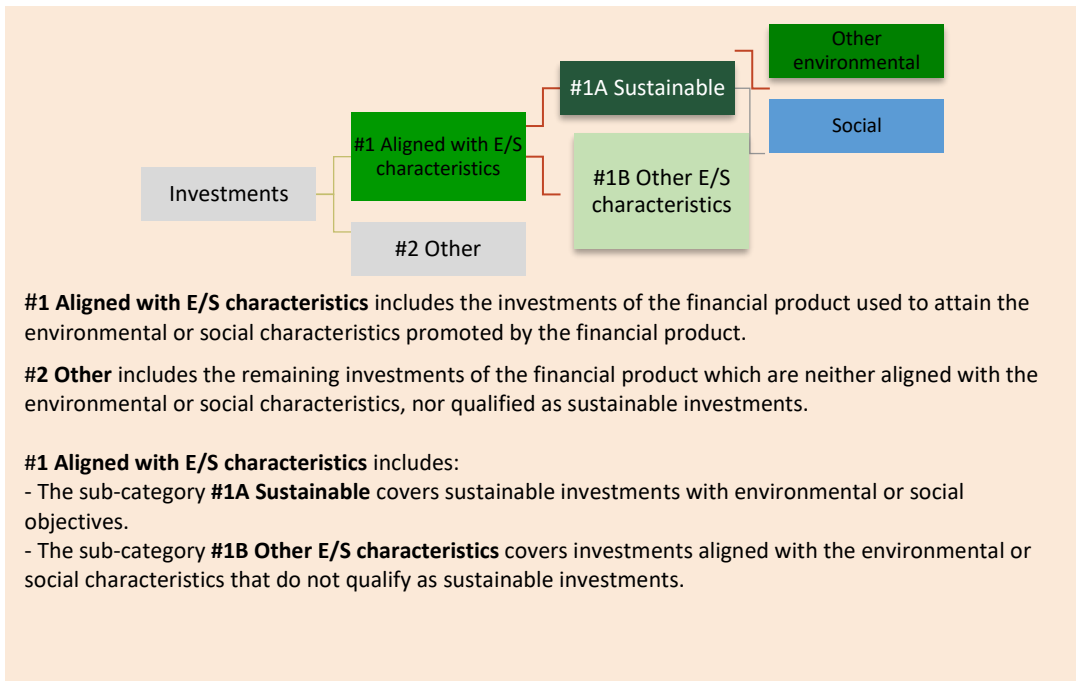 Other
environmental
#1A Sustainable
Social
#1 Aligned with E/S
characteristics
#1B Other E/S
characteristics
Investments
#2 Other
#1 Aligned with E/S characteristics includes the investments of the financial product used to attain the
environmental or social characteristics promoted by the financial product.
#2 Other includes the remaining investments of the financial product which are neither aligned with the
environmental or social characteristics, nor qualified as sustainable investments.
#1 Aligned with E/S characteristics includes:
- The sub-category #1A Sustainable covers sustainable investments with environmental or social
objectives.
- The sub-category #1B Other E/S characteristics covers investments aligned with the environmental or
social characteristics that do not qualify as sustainable investments.